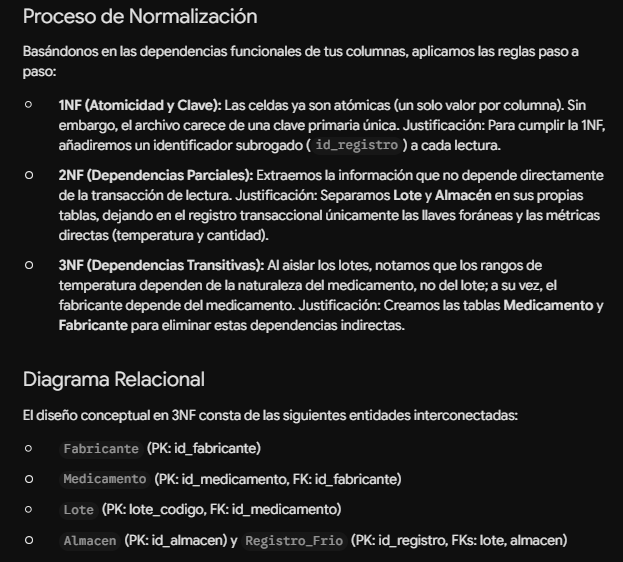 Proceso de Normalización
Basándonos en las dependencias funcionales de tus columnas, aplicamos las reglas paso a
paso:
1NF (Atomicidad y Clave): Las celdas ya son atómicas (un solo valor por columna). Sin
embargo, el archivo carece de una clave primaria única. Justificación: Para cumplir la 1NF,
añadiremos un identificador subrogado ( id_registro ) a cada lectura.
2NF (Dependencias Parciales): Extraemos la información que no depende directamente
de la transacción de lectura. Justificación: Separamos Lote y Almacén en sus propias
tablas, dejando en el registro transaccional únicamente las llaves foráneas y las métricas
directas (temperatura y cantidad).
3NF (Dependencias Transitivas): Al aislar los lotes, notamos que los rangos de
temperatura dependen de la naturaleza del medicamento, no del lote; a su vez, el
fabricante depende del medicamento. Justificación: Creamos las tablas Medicamento y
Fabricante para eliminar estas dependencias indirectas.
Diagrama Relacional
El diseño conceptual en 3NF consta de las siguientes entidades interconectadas:
Fabricante (PK: id_fabricante)
Medicamento (PK: id_medicamento, FK: id_fabricante)
Lote (PK: lote_codigo, FK: id_medicamento)
Almacen (PK: id_almacen) y Registro_Frio (PK: id_registro, FKs: lote, almacen)